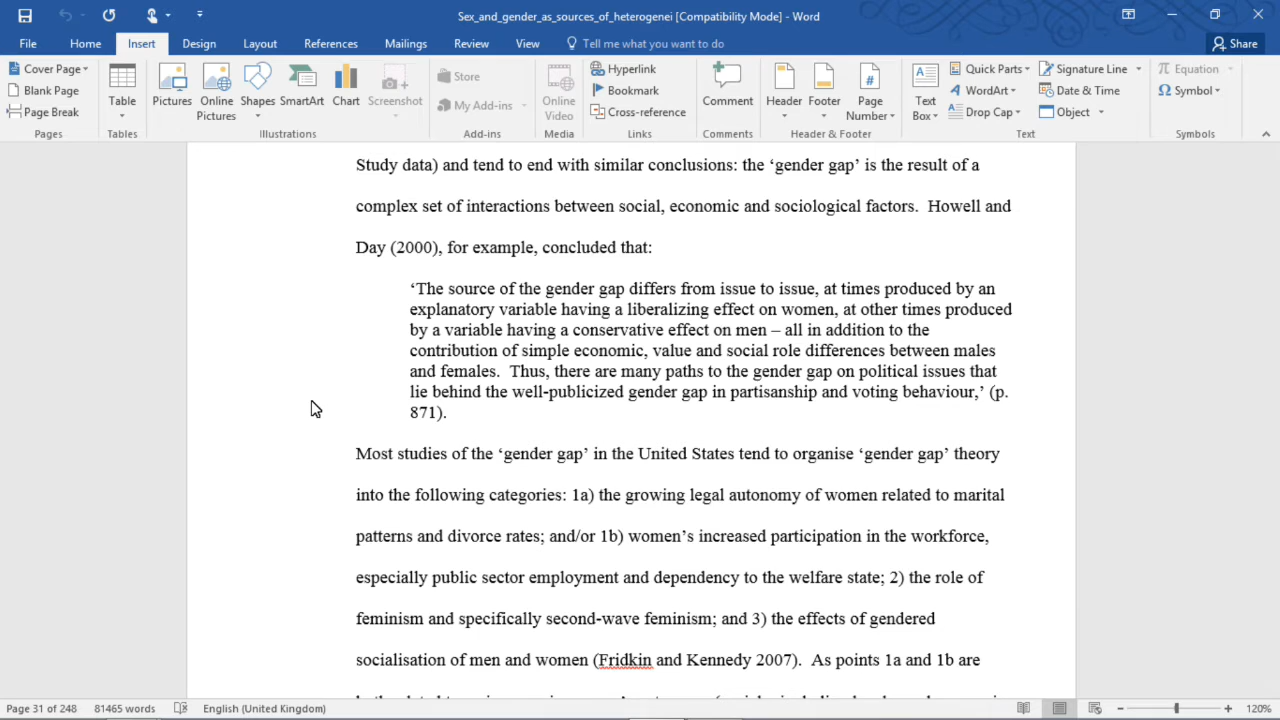 Sex_and_gender_as_sources_of_heterogenei [Compatibility Mode] - Word
File Home Insert Design Layout References Mailings Review View Tell me what you want to do Share
Cover Page
Blank Page
Page Break
Pages
Table
Tables
Pictures
Online Pictures
Shapes
SmartArt
Chart
Screenshot
Illustrations
Store
My Add-ins
Add-ins
Online Video
Media
Hyperlink
Bookmark
Cross-reference
Links
Comment
Comments
Header
Footer
Page Number
Header & Footer
Text Box
Quick Parts
WordArt
Drop Cap
Signature Line
Date & Time
Object
Text
Equation
Symbol
Symbols
Study data) and tend to end with similar conclusions: the ‘gender gap’ is the result of a
complex set of interactions between social, economic and sociological factors.  Howell and
Day (2000), for example, concluded that:
‘The source of the gender gap differs from issue to issue, at times produced by an
explanatory variable having a liberalizing effect on women, at other times produced
by a variable having a conservative effect on men – all in addition to the
contribution of simple economic, value and social role differences between males
and females.  Thus, there are many paths to the gender gap on political issues that
lie behind the well-publicized gender gap in partisanship and voting behaviour,’ (p.
871).
Most studies of the ‘gender gap’ in the United States tend to organise ‘gender gap’ theory
into the following categories: 1a) the growing legal autonomy of women related to marital
patterns and divorce rates; and/or 1b) women’s increased participation in the workforce,
especially public sector employment and dependency to the welfare state; 2) the role of
feminism and specifically second-wave feminism; and 3) the effects of gendered
socialisation of men and women (Fridkin and Kennedy 2007).  As points 1a and 1b are
Page 31 of 248 81465 words English (United Kingdom) 120%